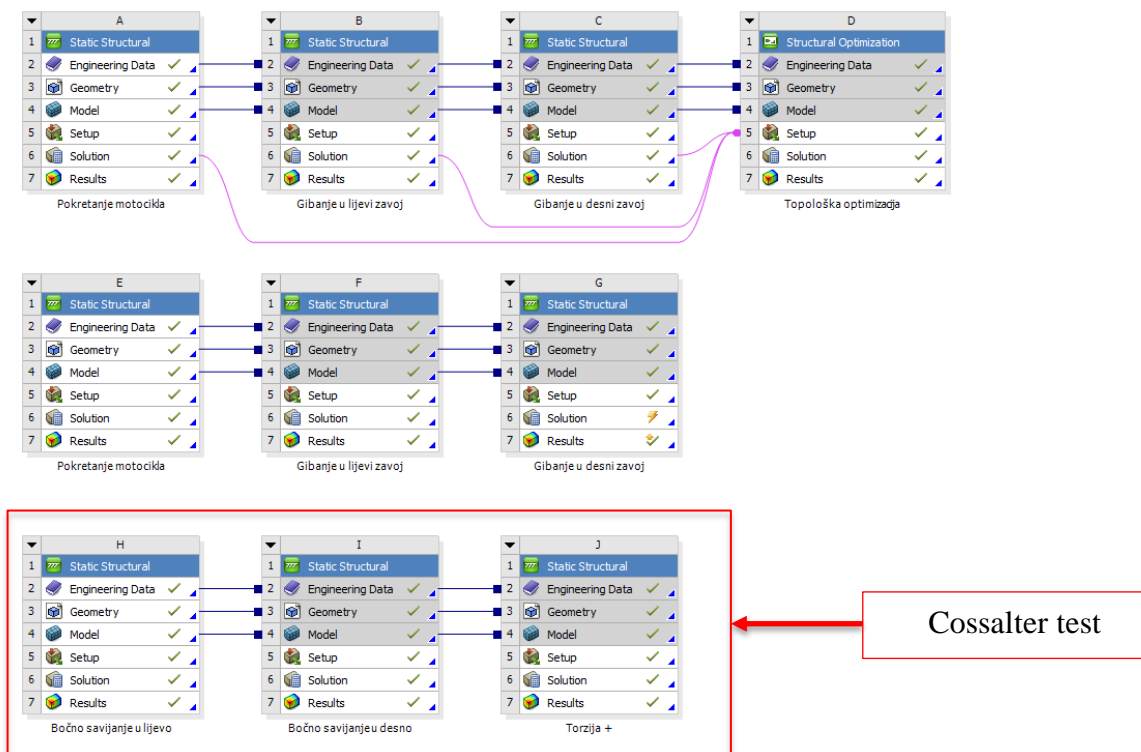 A
1 Static Structural
2 Engineering Data
3 Geometry
4 Model
5 Setup
6 Solution
7 Results
Pokretanje motocikla
B
1 Static Structural
2 Engineering Data
3 Geometry
4 Model
5 Setup
6 Solution
7 Results
Gibanje u lijevi zavoj
C
1 Static Structural
2 Engineering Data
3 Geometry
4 Model
5 Setup
6 Solution
7 Results
Gibanje u desni zavoj
D
1 Structural Optimization
2 Engineering Data
3 Geometry
4 Model
5 Setup
6 Solution
7 Results
Topološka optimizacija
E
1 Static Structural
2 Engineering Data
3 Geometry
4 Model
5 Setup
6 Solution
7 Results
Pokretanje motocikla
F
1 Static Structural
2 Engineering Data
3 Geometry
4 Model
5 Setup
6 Solution
7 Results
Gibanje u lijevi zavoj
G
1 Static Structural
2 Engineering Data
3 Geometry
4 Model
5 Setup
6 Solution
7 Results
Gibanje u desni zavoj
H
1 Static Structural
2 Engineering Data
3 Geometry
4 Model
5 Setup
6 Solution
7 Results
Bočno savijanje u lijevo
I
1 Static Structural
2 Engineering Data
3 Geometry
4 Model
5 Setup
6 Solution
7 Results
Bočno savijanje u desno
J
1 Static Structural
2 Engineering Data
3 Geometry
4 Model
5 Setup
6 Solution
7 Results
Torzija +
Cossalter test